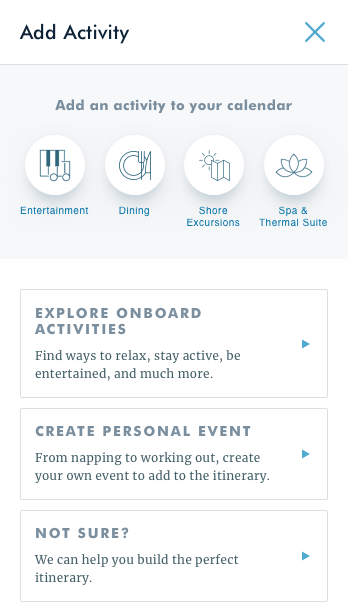 Add Activity
Add an activity to your calendar
Entertainment
Dining
Shore
Excursions
Spa &
Thermal Suite
EXPLORE ONBOARD
ACTIVITIES
Find ways to relax, stay active, be
entertained, and much more.
CREATE PERSONAL EVENT
From napping to working out, create
your own event to add to the itinerary.
NOT SURE?
We can help you build the perfect
itinerary.